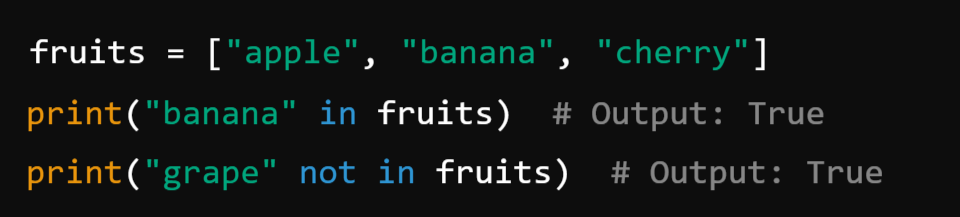 fruits = ["apple", "banana", "cherry"]
print("banana" in fruits)  # Output: True
print("grape" not in fruits)  # Output: True